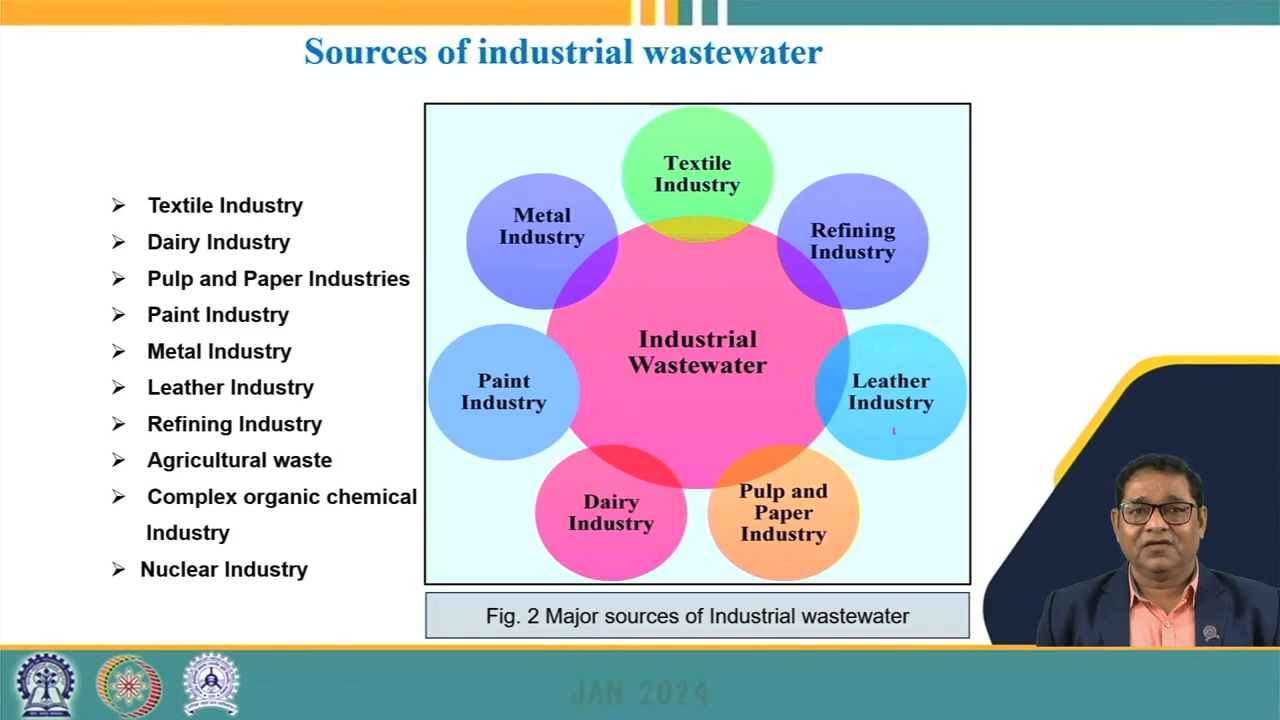 Sources of industrial wastewater
Textile Industry
Dairy Industry
Pulp and Paper Industries
Paint Industry
Metal Industry
Leather Industry
Refining Industry
Agricultural waste
Complex organic chemical
Industry
Nuclear Industry
Textile
Industry
Metal
Industry
Refining
Industry
Industrial
Wastewater
Paint
Industry
Leather
Industry
Dairy
Industry
Pulp and
Paper
Industry
Fig. 2 Major sources of Industrial wastewater
JAN 2024